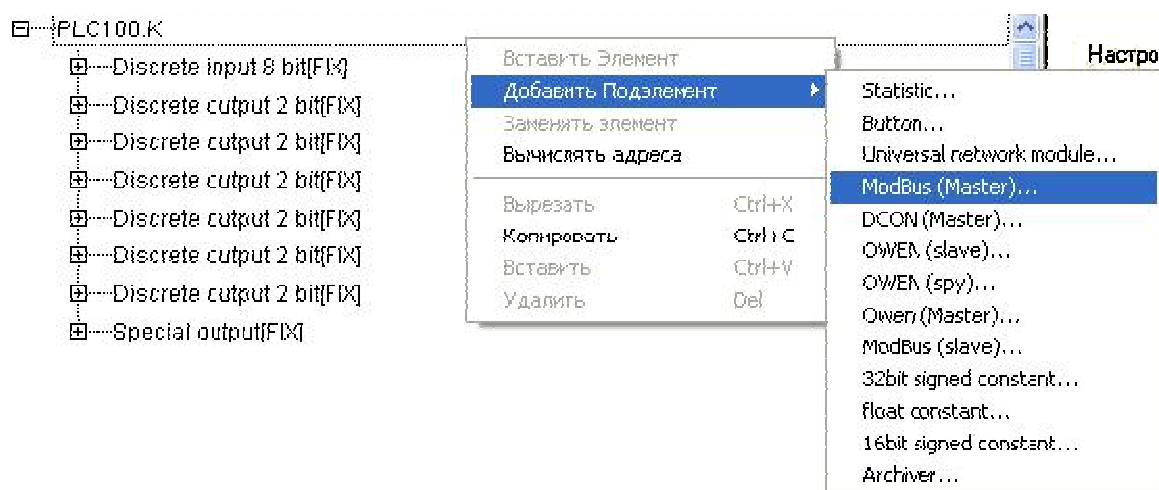 PLC100.K
Discrete input 8 bit[FIX]
Discrete output 2 bit[FIX]
Discrete output 2 bit[FIX]
Discrete output 2 bit[FIX]
Discrete output 2 bit[FIX]
Discrete output 2 bit[FIX]
Discrete output 2 bit[FIX]
Special output[FIX]
Вставить Элемент
Добавить Подэлемент
Заменять элемент
Вычислять адреса
Вырезать Ctrl+X
Копировать Ctrl+C
Вставить Ctrl+V
Удалить Del
Statistic...
Button...
Universal network module...
ModBus (Master)...
DCON (Master)...
OWEN (slave)...
OWEN (spy)...
Owen (Master)...
ModBus (slave)...
32bit signed constant...
float constant...
16bit signed constant...
Archiver...
Настро